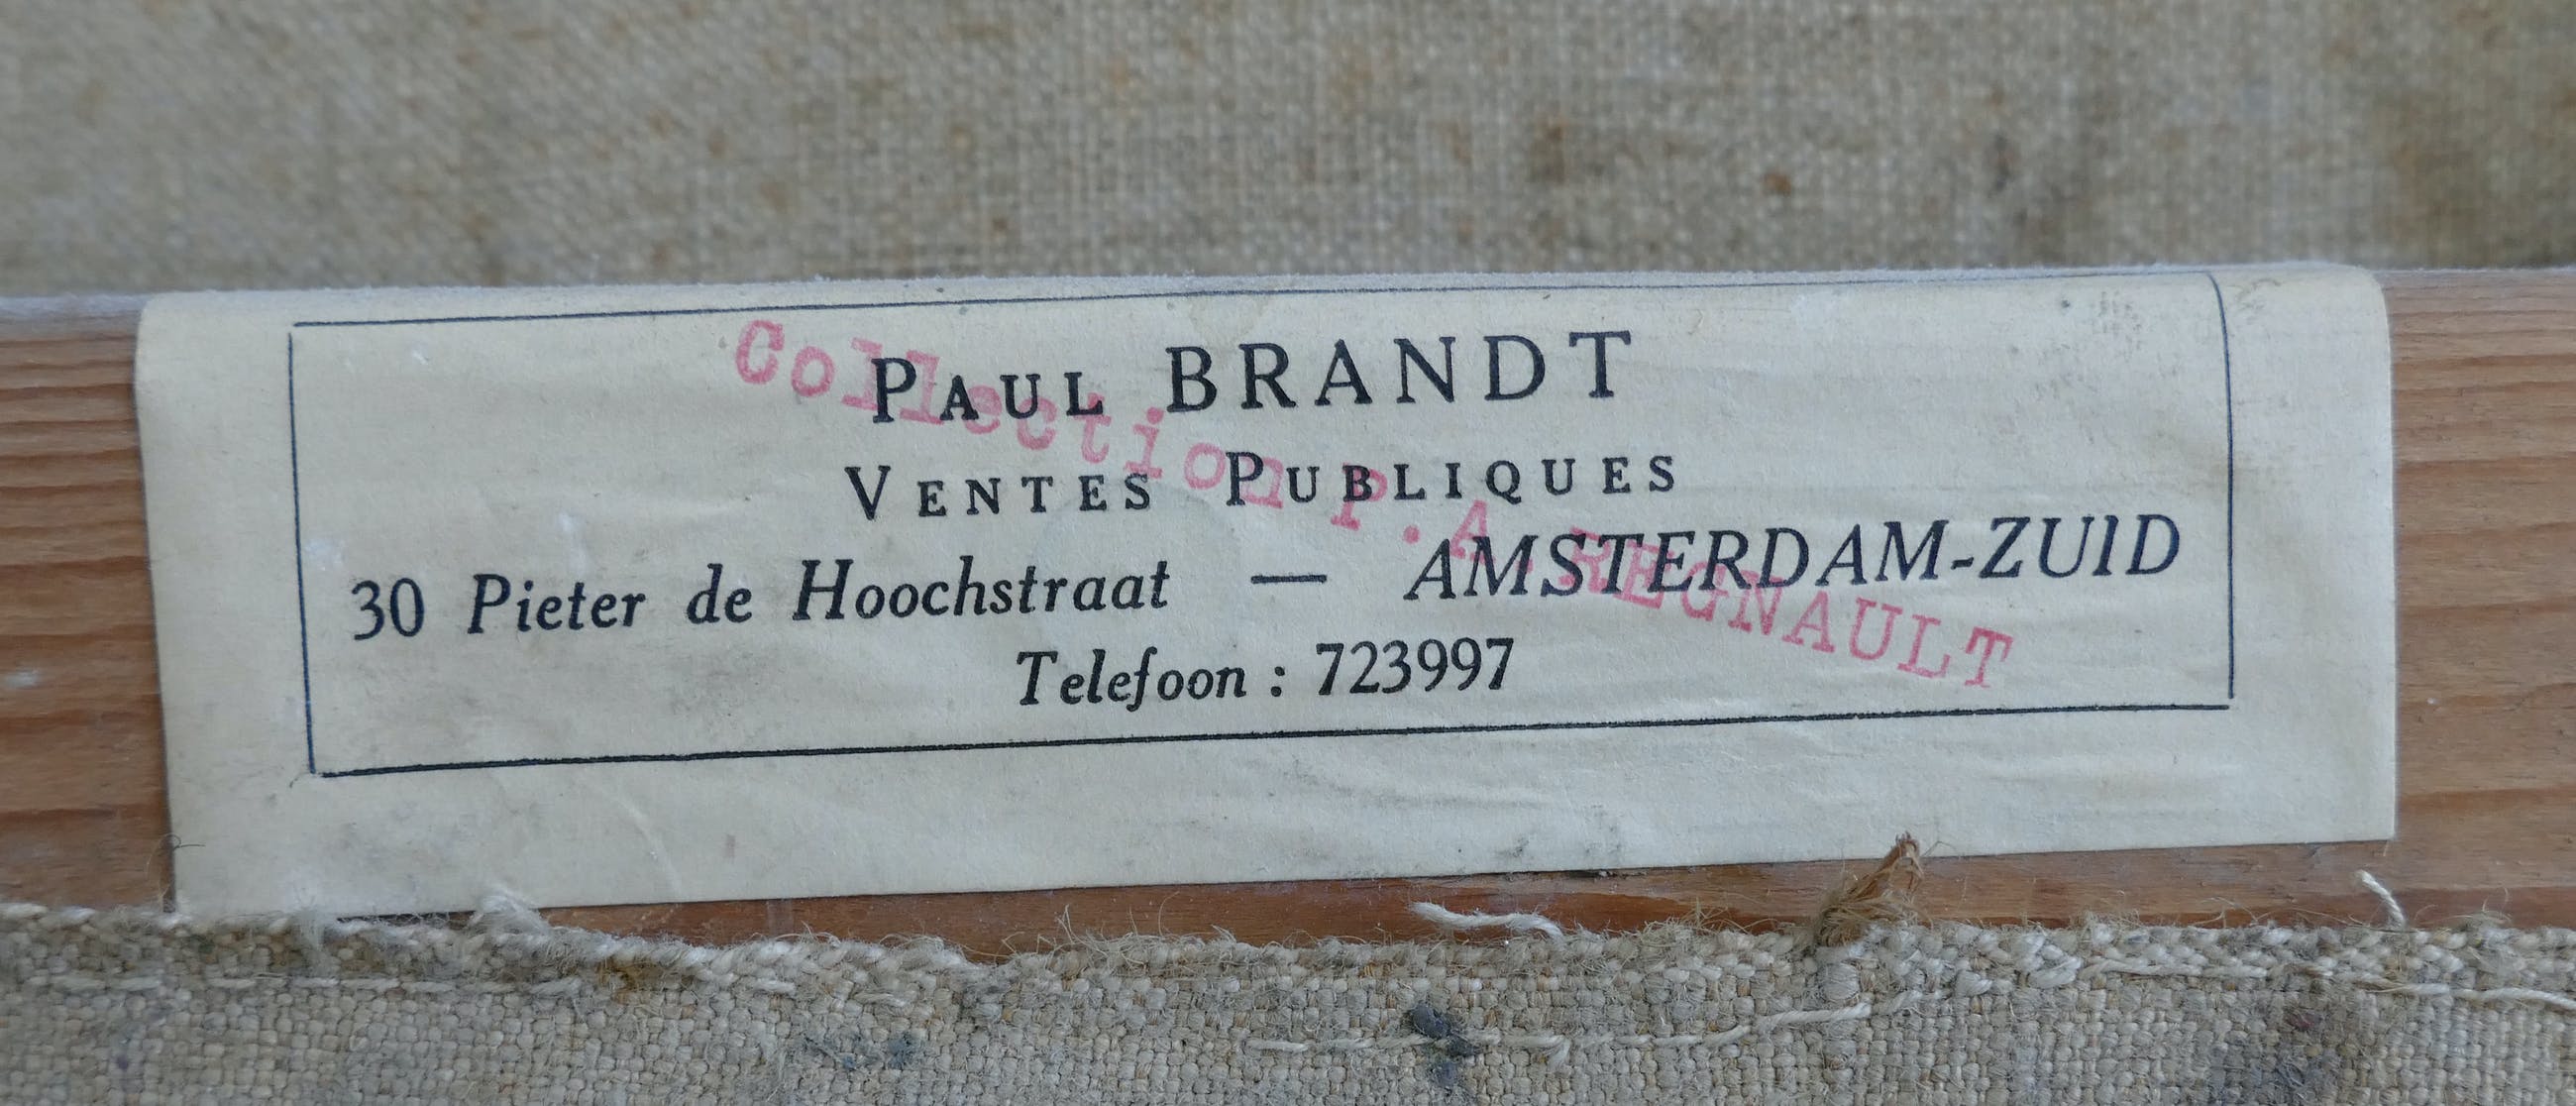 PAUL BRANDT
VENTES PUBLIQUES
30 Pieter de Hoochstraat — AMSTERDAM-ZUID
Telefoon : 723997
Collection P.A. REGNAULT